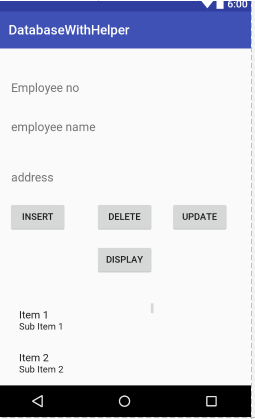 6:00
DatabaseWithHelper
Employee no
employee name
address
INSERT DELETE UPDATE
DISPLAY
Item 1
Sub Item 1
Item 2
Sub Item 2